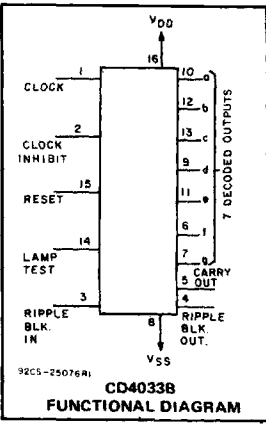 VDD
16
1
CLOCK
2
CLOCK
INHIBIT
15
RESET
14
LAMP
TEST
3
RIPPLE
BLK.
IN
10 a
12 b
13 c
9 d
11 e
6 f
7 g
7 DECODED OUTPUTS
CARRY
OUT
5
4
RIPPLE
BLK.
OUT.
8
VSS
92CS-25076RI
CD4033B
FUNCTIONAL DIAGRAM